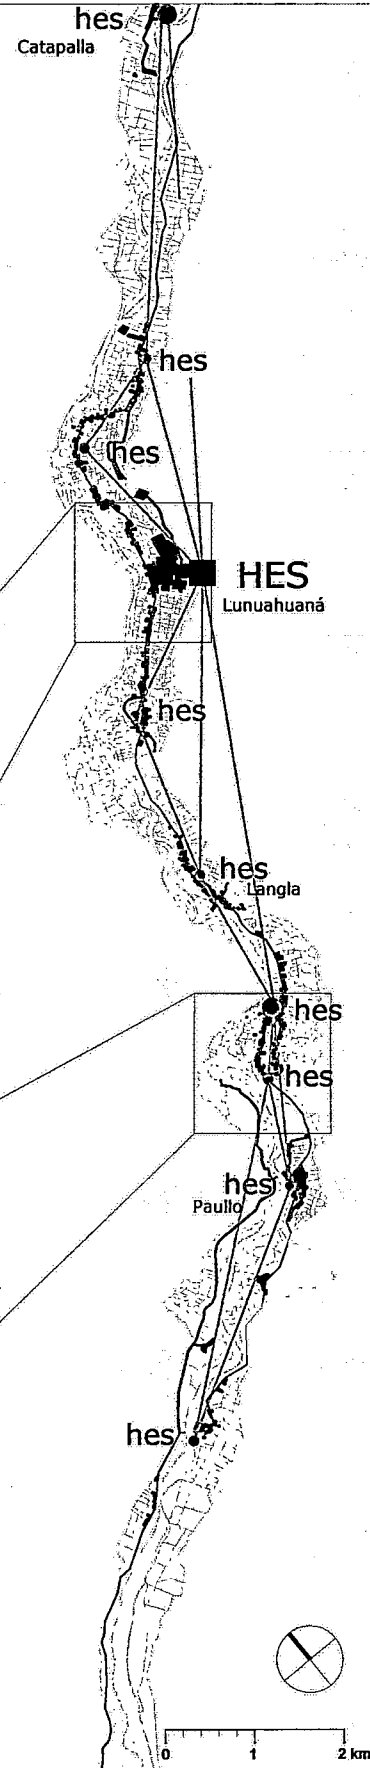 hes
Catapalla
hes
hes
HES
Lunuahuaná
hes
hes
Langla
hes
hes
hes
Paullo
hes
0 1 2 km